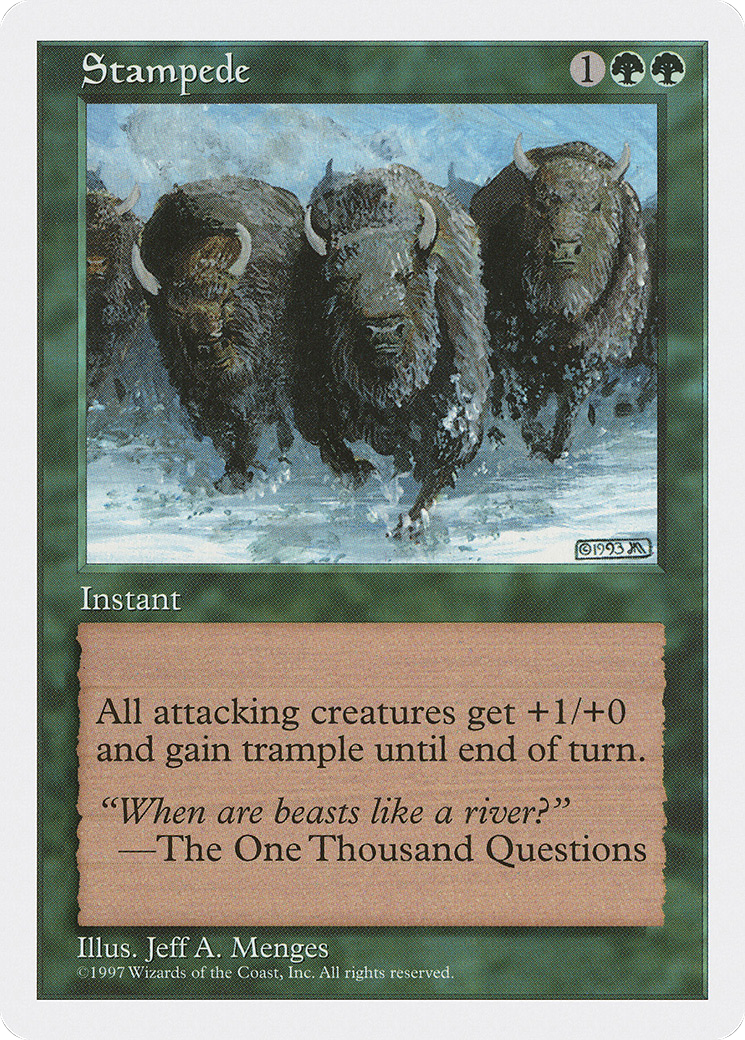 Stampede 1
©1993 JAM
Instant
All attacking creatures get +1/+0
and gain trample until end of turn.
“When are beasts like a river?”
—The One Thousand Questions
Illus. Jeff A. Menges
©1997 Wizards of the Coast, Inc. All rights reserved.